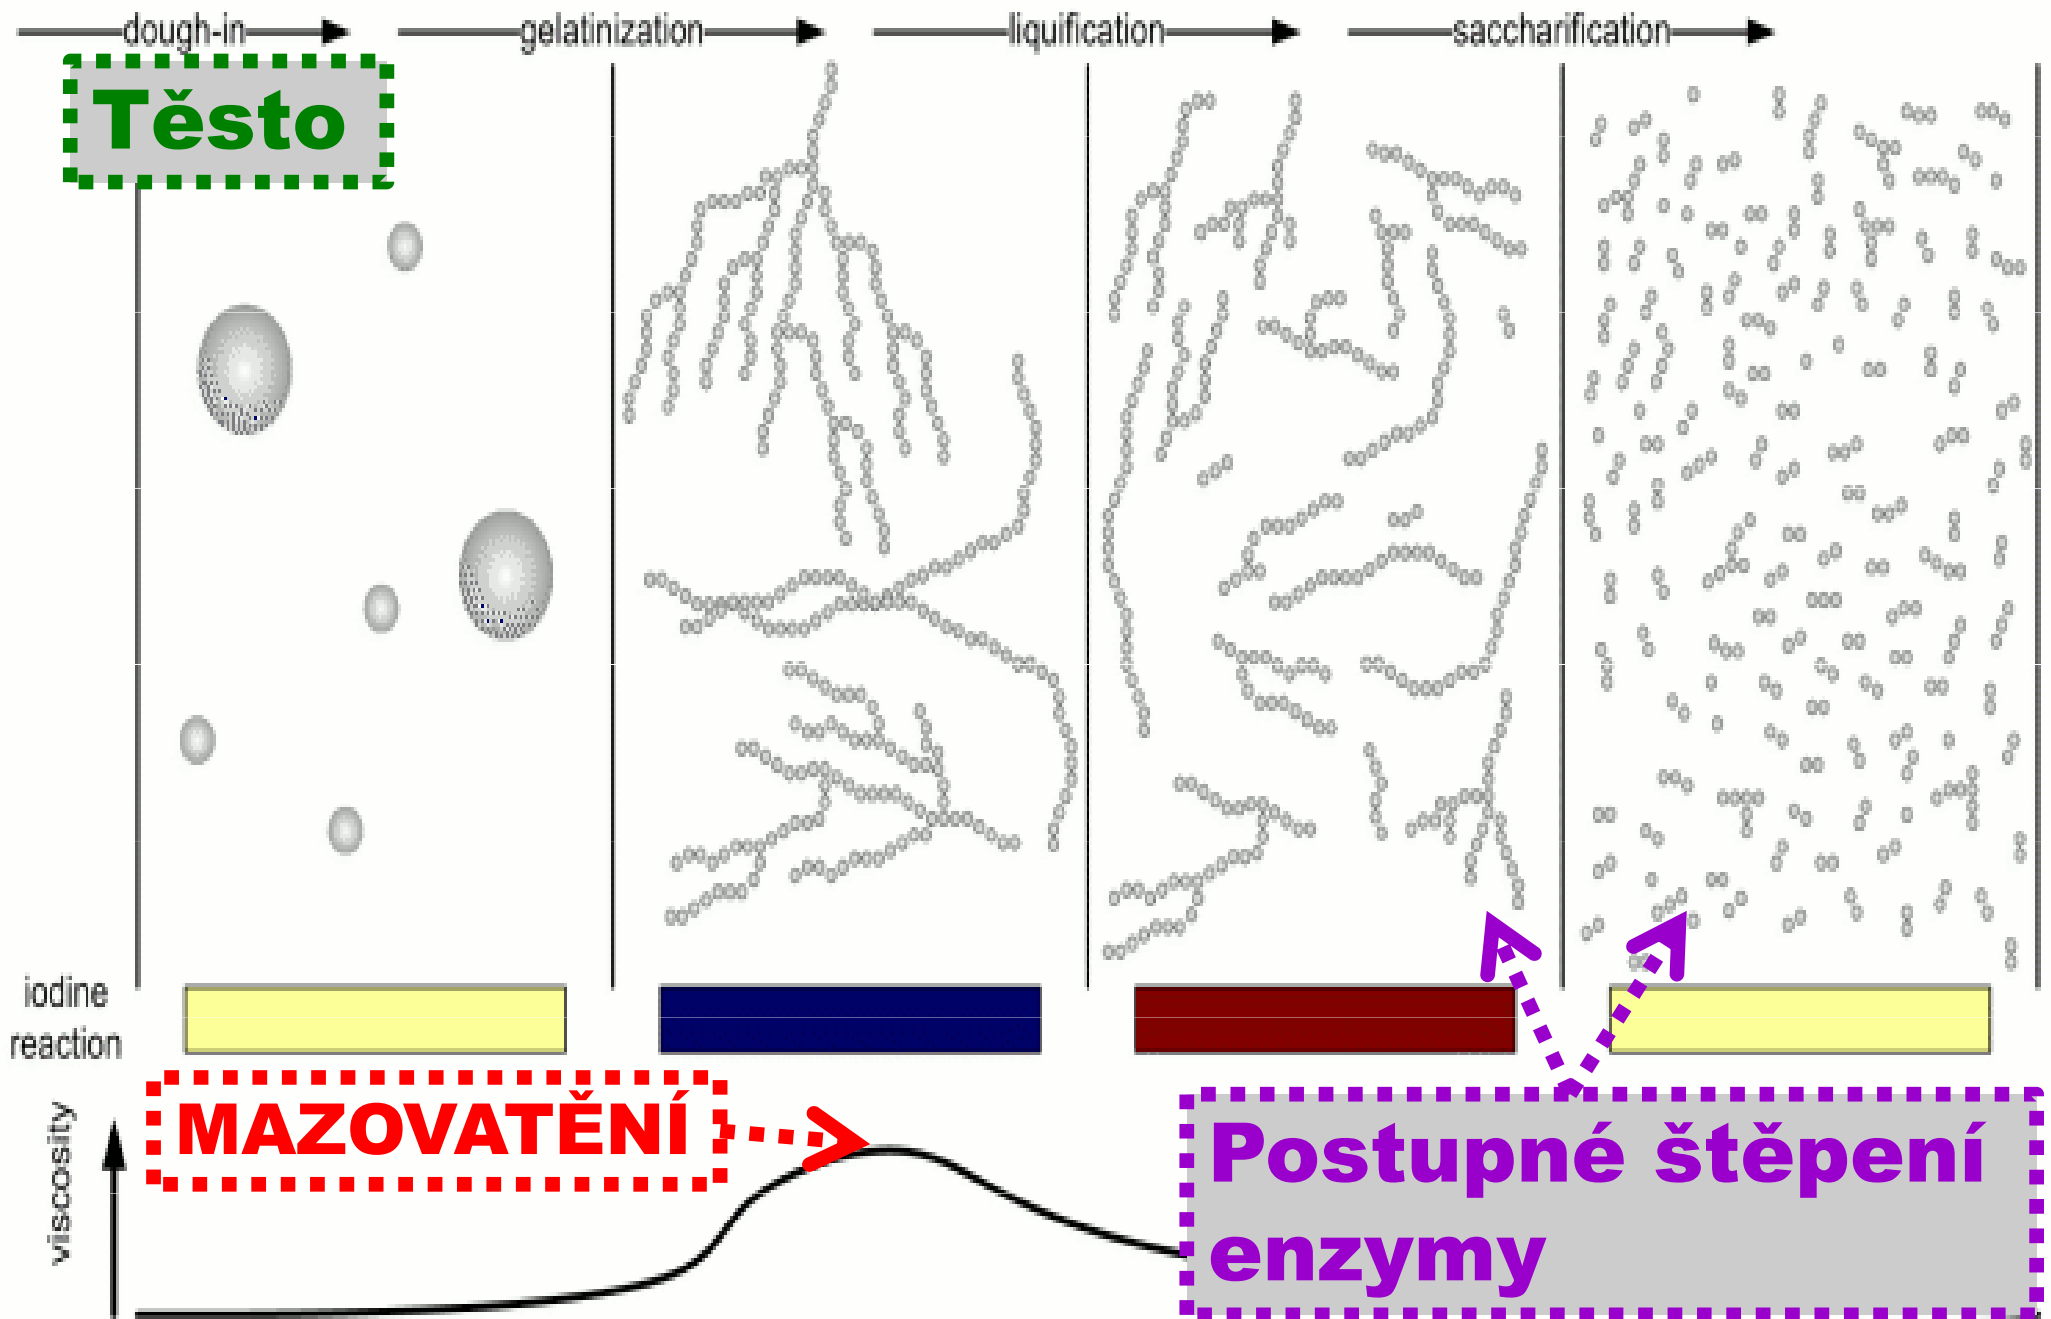 dough-in gelatinization liquification saccharification
Těsto
iodine
reaction
MAZOVATĚNÍ
viscosity
Postupné štěpení
enzymy